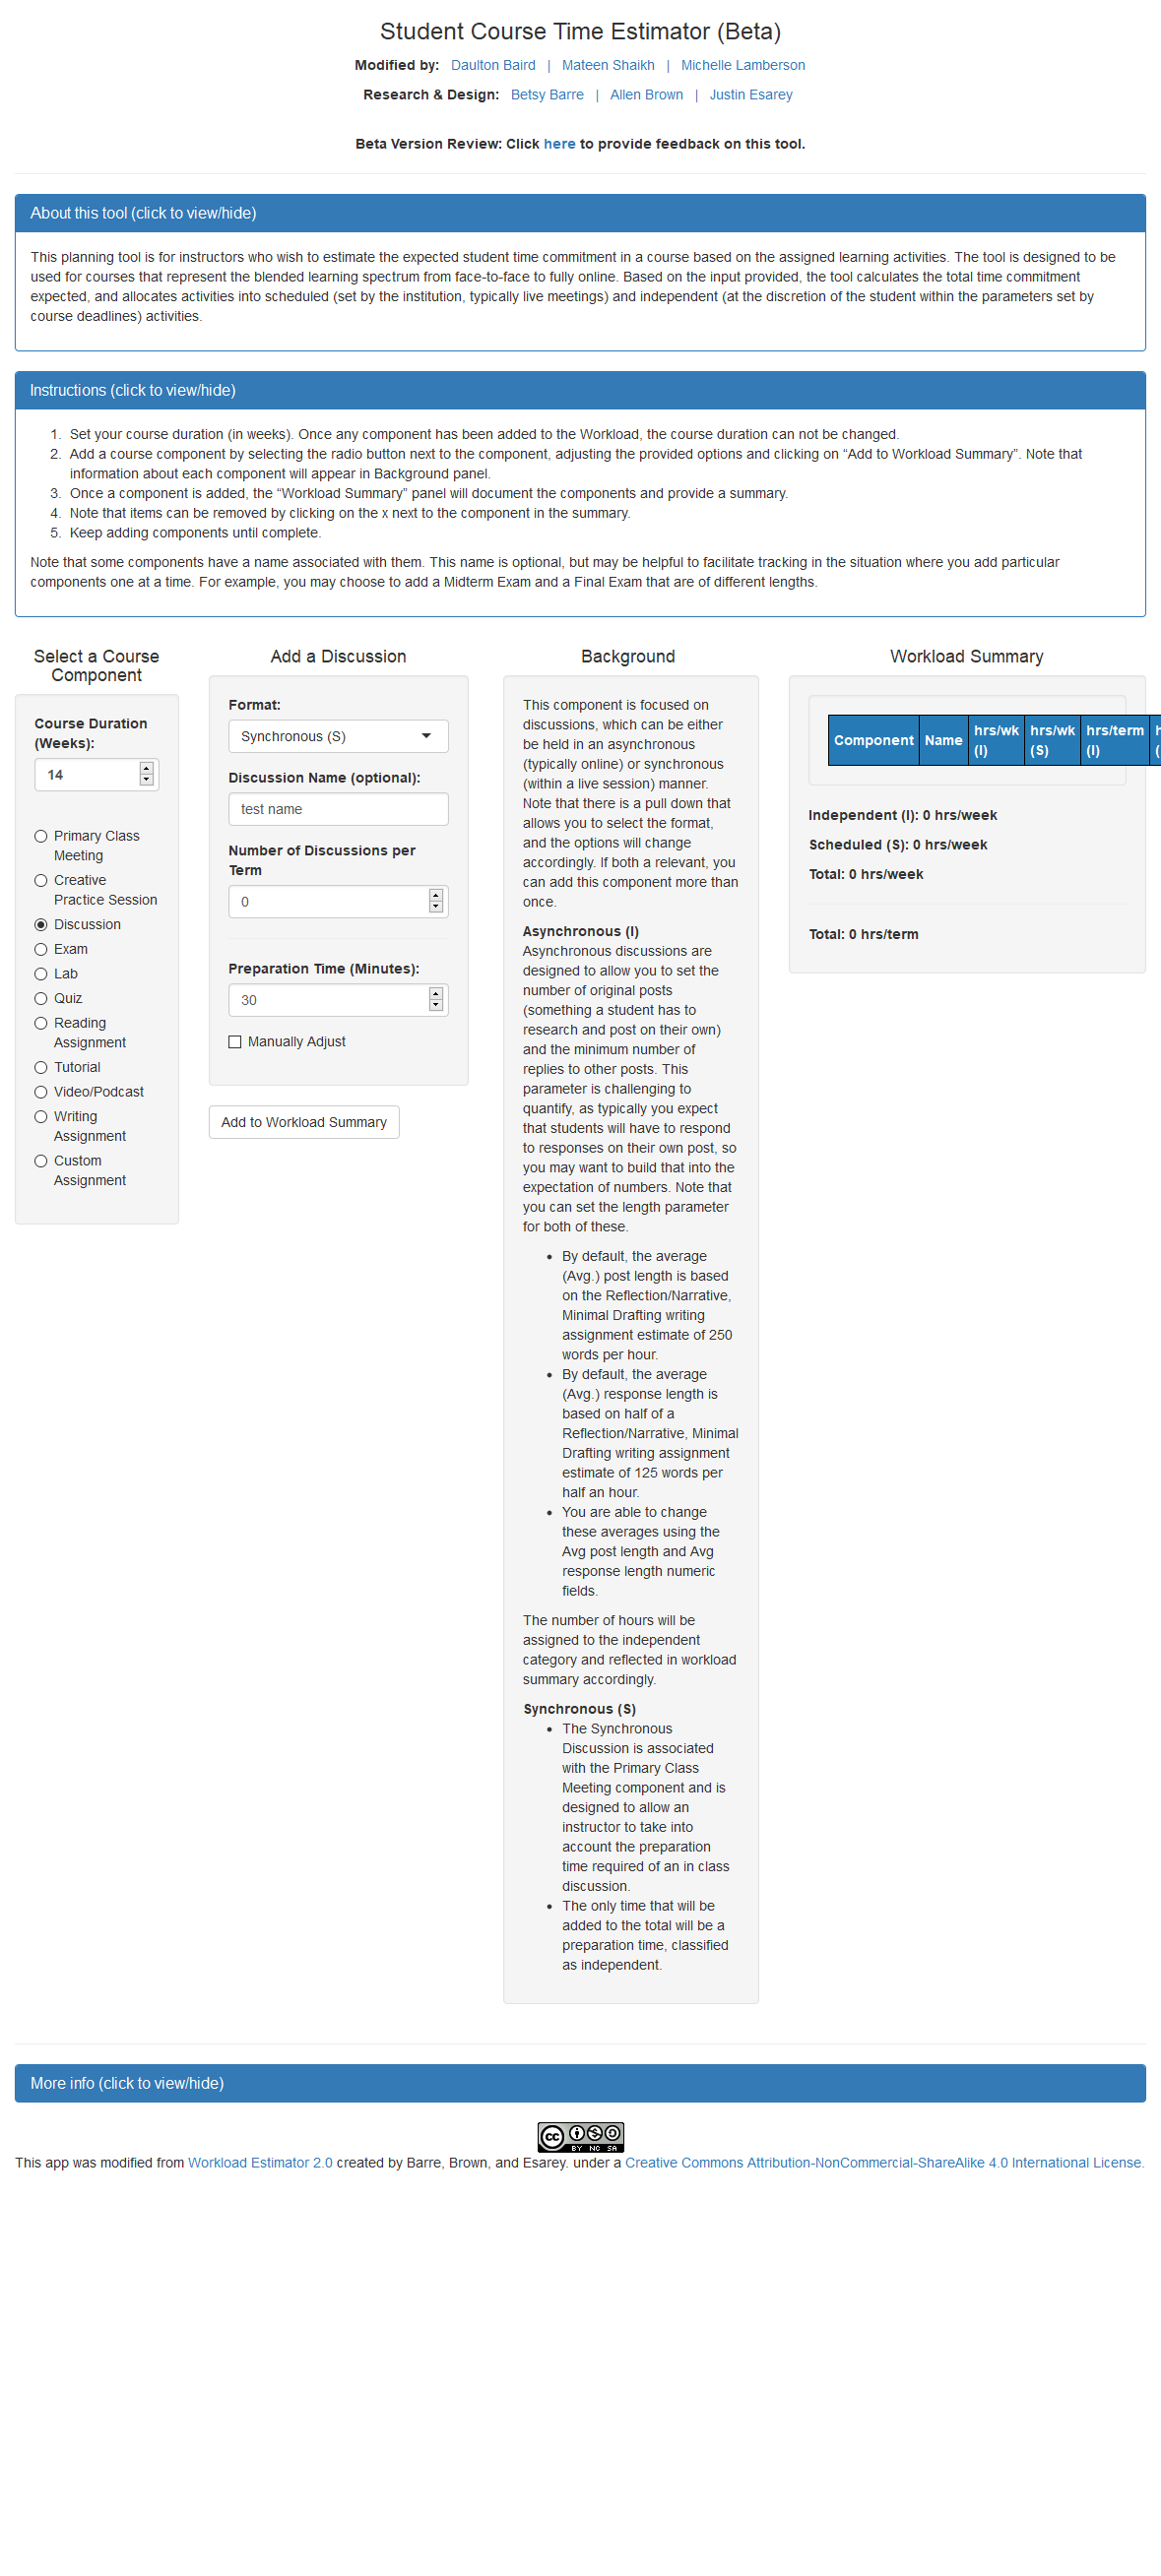 Student Course Time Estimator (Beta)
Modified by: Daulton Baird | Mateen Shaikh | Michelle Lamberson
Research & Design: Betsy Barre | Allen Brown | Justin Esarey
Beta Version Review: Click here to provide feedback on this tool.
About this tool (click to view/hide)
This planning tool is for instructors who wish to estimate the expected student time commitment in a course based on the assigned learning activities. The tool is designed to be
used for courses that represent the blended learning spectrum from face-to-face to fully online. Based on the input provided, the tool calculates the total time commitment
expected, and allocates activities into scheduled (set by the institution, typically live meetings) and independent (at the discretion of the student within the parameters set by
course deadlines) activities.
Instructions (click to view/hide)
1. Set your course duration (in weeks). Once any component has been added to the Workload, the course duration can not be changed.
2. Add a course component by selecting the radio button next to the component, adjusting the provided options and clicking on “Add to Workload Summary”. Note that
information about each component will appear in Background panel.
3. Once a component is added, the “Workload Summary” panel will document the components and provide a summary.
4. Note that items can be removed by clicking on the x next to the component in the summary.
5. Keep adding components until complete.
Note that some components have a name associated with them. This name is optional, but may be helpful to facilitate tracking in the situation where you add particular
components one at a time. For example, you may choose to add a Midterm Exam and a Final Exam that are of different lengths.
Select a Course
Component
Course Duration
(Weeks):
14
Primary Class
Meeting
Creative
Practice Session
Discussion
Exam
Lab
Quiz
Reading
Assignment
Tutorial
Video/Podcast
Writing
Assignment
Custom
Assignment
Add a Discussion
Format:
Synchronous (S)
Discussion Name (optional):
test name
Number of Discussions per
Term
0
Preparation Time (Minutes):
30
Manually Adjust
Add to Workload Summary
Background
This component is focused on
discussions, which can be either
be held in an asynchronous
(typically online) or synchronous
(within a live session) manner.
Note that there is a pull down that
allows you to select the format,
and the options will change
accordingly. If both a relevant, you
can add this component more than
once.
Asynchronous (I)
Asynchronous discussions are
designed to allow you to set the
number of original posts
(something a student has to
research and post on their own)
and the minimum number of
replies to other posts. This
parameter is challenging to
quantify, as typically you expect
that students will have to respond
to responses on their own post, so
you may want to build that into the
expectation of numbers. Note that
you can set the length parameter
for both of these.
• By default, the average
(Avg.) post length is based
on the Reflection/Narrative,
Minimal Drafting writing
assignment estimate of 250
words per hour.
• By default, the average
(Avg.) response length is
based on half of a
Reflection/Narrative, Minimal
Drafting writing assignment
estimate of 125 words per
half an hour.
• You are able to change
these averages using the
Avg post length and Avg
response length numeric
fields.
The number of hours will be
assigned to the independent
category and reflected in workload
summary accordingly.
Synchronous (S)
• The Synchronous
Discussion is associated
with the Primary Class
Meeting component and is
designed to allow an
instructor to take into
account the preparation
time required of an in class
discussion.
• The only time that will be
added to the total will be a
preparation time, classified
as independent.
Workload Summary
Component Name hrs/wk (I) hrs/wk (S) hrs/term (I)
Independent (I): 0 hrs/week
Scheduled (S): 0 hrs/week
Total: 0 hrs/week
Total: 0 hrs/term
More info (click to view/hide)
cc BY NC SA
This app was modified from Workload Estimator 2.0 created by Barre, Brown, and Esarey. under a Creative Commons Attribution-NonCommercial-ShareAlike 4.0 International License.